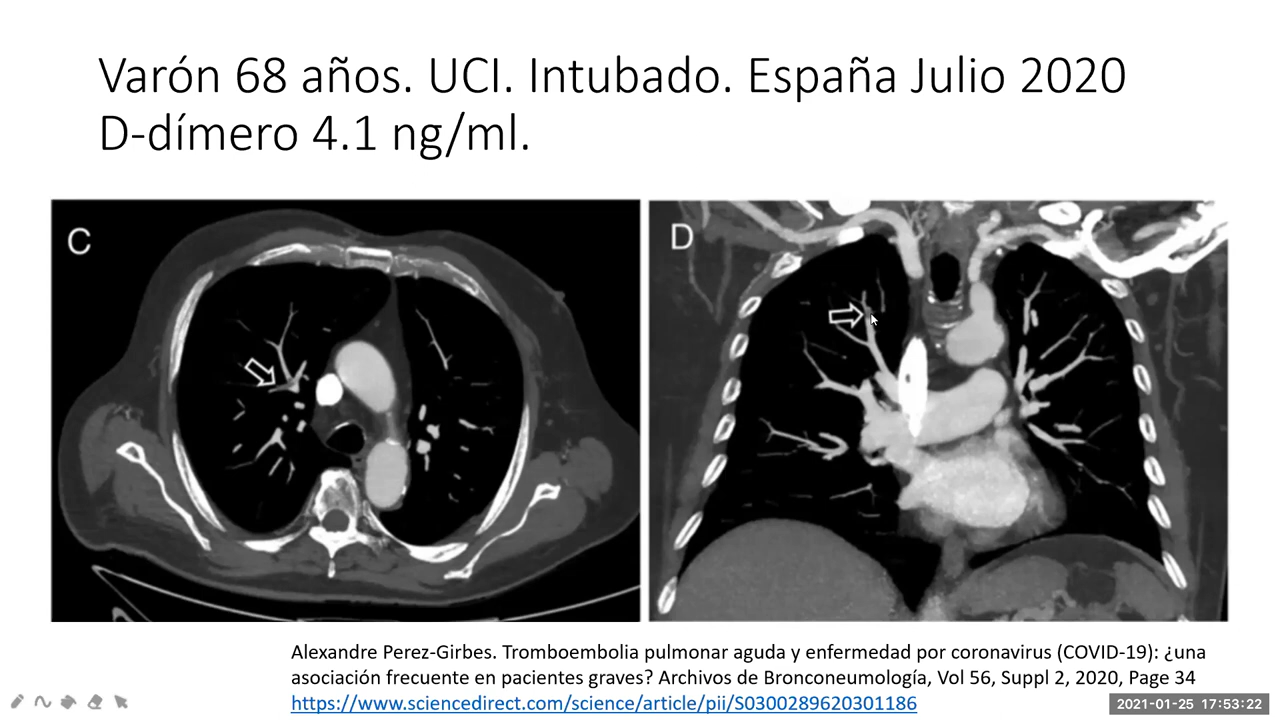 Varón 68 años. UCI. Intubado. España Julio 2020
D-dímero 4.1 ng/ml.
C
D
Alexandre Perez-Girbes. Tromboembolia pulmonar aguda y enfermedad por coronavirus (COVID-19): ¿una
asociación frecuente en pacientes graves? Archivos de Bronconeumología, Vol 56, Suppl 2, 2020, Page 34
https://www.sciencedirect.com/science/article/pii/S0300289620301186
2021-01-25 17:53:22